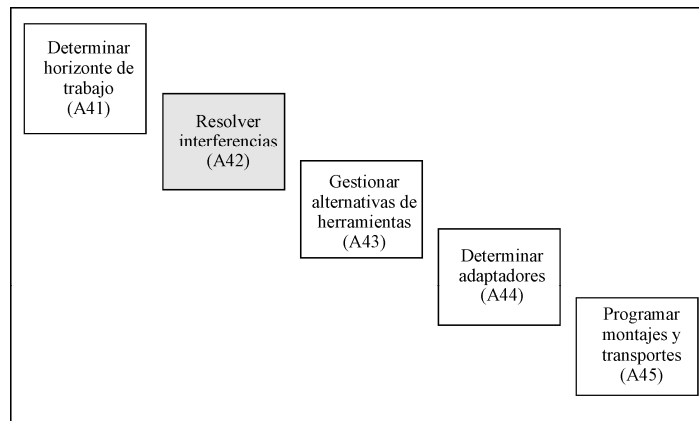 Determinar
horizonte de
trabajo
(A41)
Resolver
interferencias
(A42)
Gestionar
alternativas de
herramientas
(A43)
Determinar
adaptadores
(A44)
Programar
montajes y
transportes
(A45)